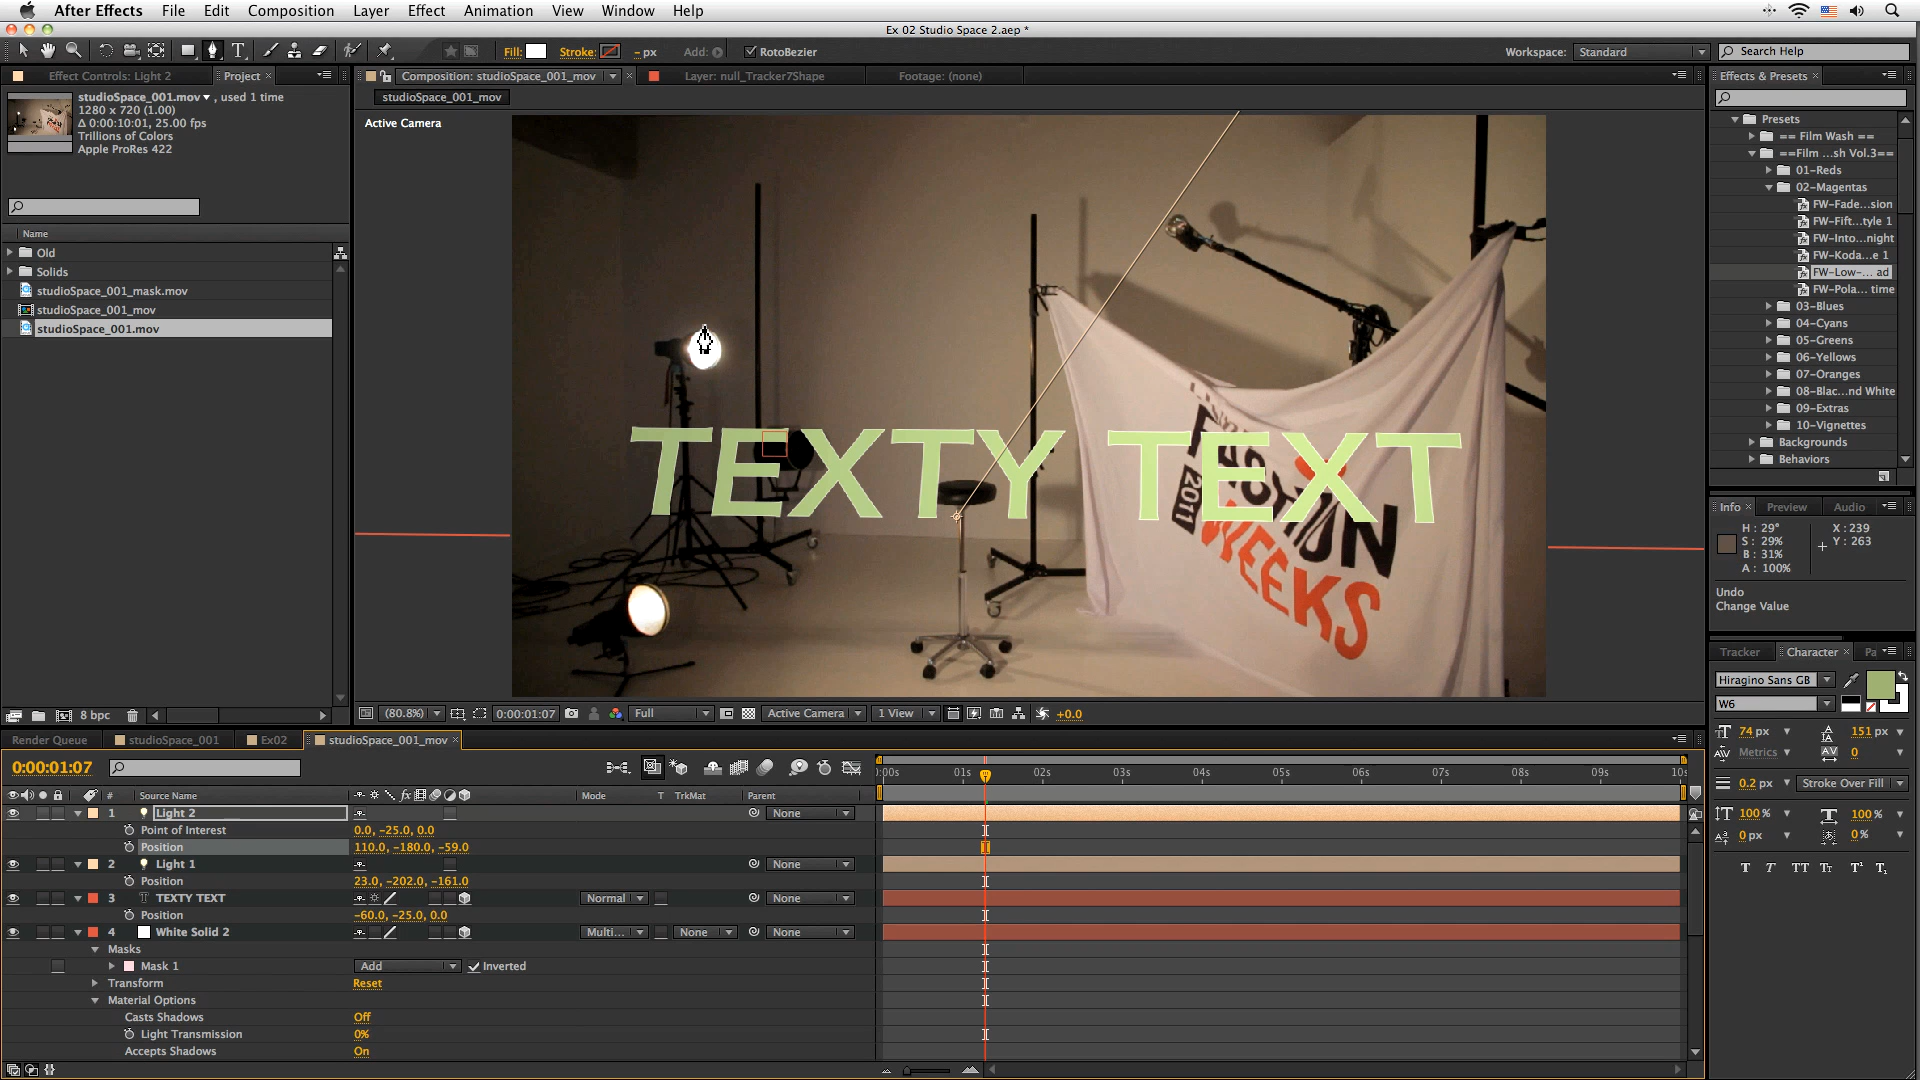 After Effects File Edit Composition Layer Effect Animation View Window Help
Ex 02 Studio Space 2.aep *
Fill: Stroke: - px Add: RotoBezier Workspace: Standard Search Help
Effect Controls: Light 2 Project Composition: studioSpace_001_mov Layer: null_Tracker7Shape Footage: (none) Effects & Presets
studioSpace_001.mov , used 1 time
1280 x 720 (1.00)
Δ 0:00:10:01, 25.00 fps
Trillions of Colors
Apple ProRes 422
studioSpace_001_mov
Active Camera
Name
Old
Solids
studioSpace_001_mask.mov
studioSpace_001_mov
studioSpace_001.mov
TEXTY TEXT
2011
WEEKS
Presets
== Film Wash ==
==Film ...sh Vol.3==
01-Reds
02-Magentas
FW-Fade...sion
FW-Fift...tyle 1
FW-Into...night
FW-Koda...e 1
FW-Low-... ad
FW-Pola... time
03-Blues
04-Cyans
05-Greens
06-Yellows
07-Oranges
08-Blac...nd White
09-Extras
10-Vignettes
Backgrounds
Behaviors
Info Preview Audio
H : 29° X : 239
S : 29% Y : 263
B : 31%
A : 100%
Undo
Change Value
Tracker Character Pa
Hiragino Sans GB
W6
74 px 151 px
Metrics 0
0.2 px Stroke Over Fill
100 % 100 %
0 px 0 %
T T TT TT T¹ T₁
8 bpc (80.8%) 0:00:01:07 Full Active Camera 1 View +0.0
Render Queue studioSpace_001 Ex02 studioSpace_001_mov
0:00:01:07
:00s 01s 02s 03s 04s 05s 06s 07s 08s 09s 10s
# Source Name fx Mode T TrkMat Parent
1 Light 2 None
Point of Interest 0.0, -25.0, 0.0
Position 110.0, -180.0, -59.0
2 Light 1 None
Position 23.0, -202.0, -161.0
3 T TEXTY TEXT Normal None
Position -60.0, -25.0, 0.0
4 White Solid 2 Multi... None None
Masks
Mask 1 Add Inverted
Transform Reset
Material Options
Casts Shadows Off
Light Transmission 0%
Accepts Shadows On